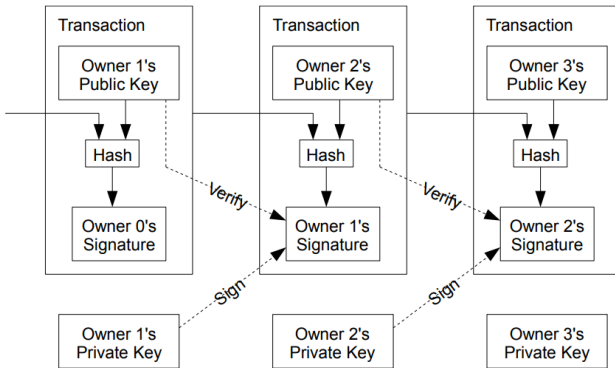 Transaction
Owner 1's
Public Key
Hash
Owner 0's
Signature
Transaction
Owner 2's
Public Key
Hash
Verify
Owner 1's
Signature
Transaction
Owner 3's
Public Key
Hash
Verify
Owner 2's
Signature
Sign
Sign
Owner 1's
Private Key
Owner 2's
Private Key
Owner 3's
Private Key